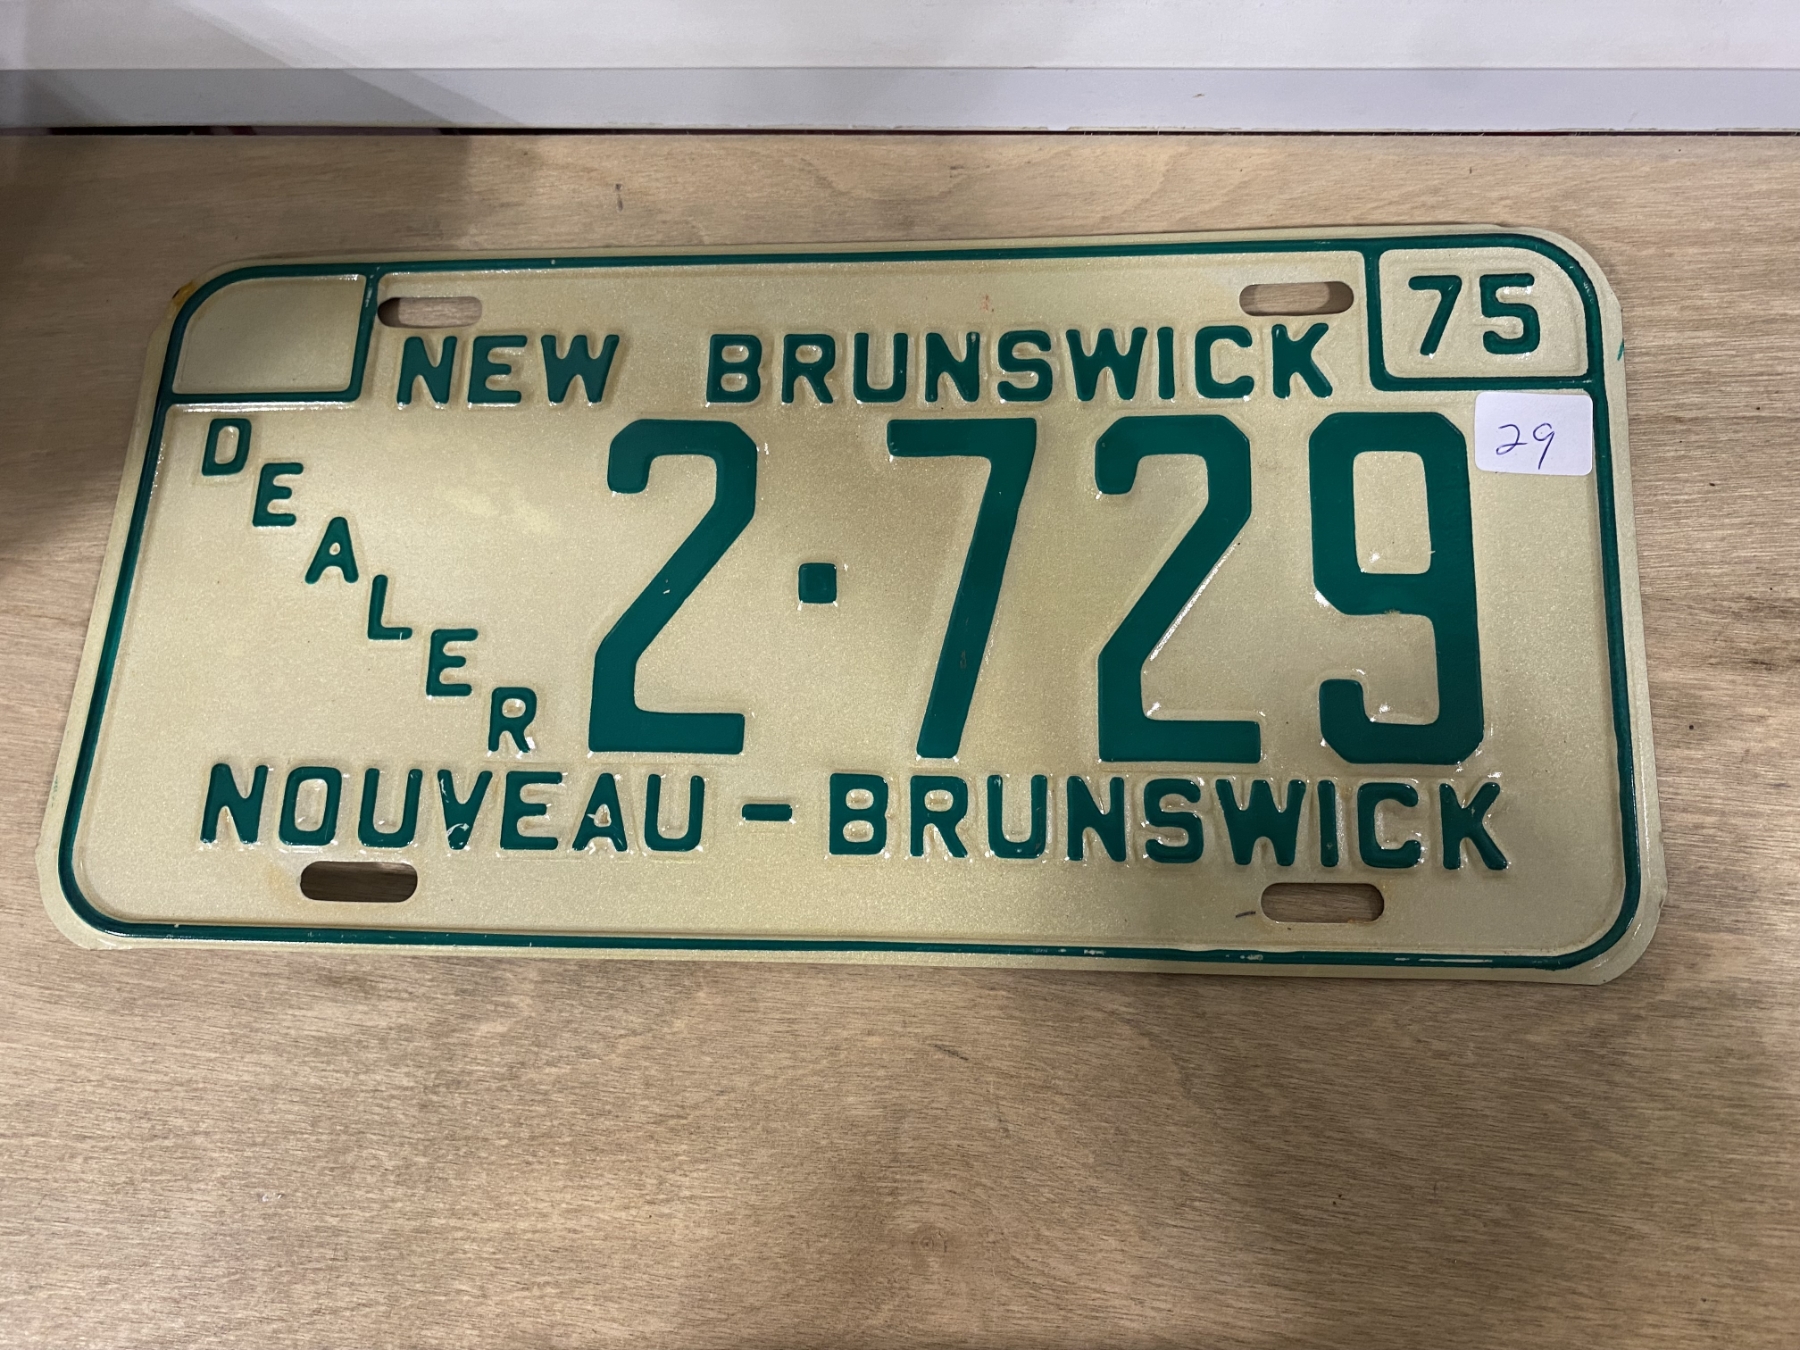 75
NEW BRUNSWICK
29
DEALER
2·729
NOUVEAU-BRUNSWICK